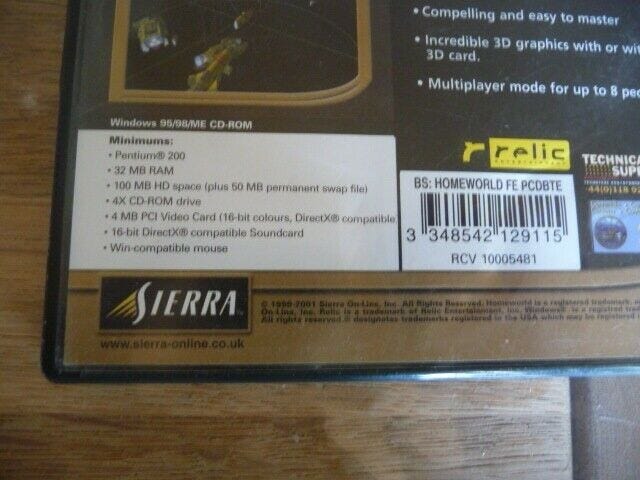 • Compelling and easy to master
• Incredible 3D graphics with or wit
3D card.
• Multiplayer mode for up to 8 peo
Windows 95/98/ME CD-ROM
Minimums:
• Pentium® 200
• 32 MB RAM
• 100 MB HD space (plus 50 MB permanent swap file)
• 4X CD-ROM drive
• 4 MB PCI Video Card (16-bit colours, DirectX® compatible
• 16-bit DirectX® compatible Soundcard
• Win-compatible mouse
r relic
entertainment
TECHNICA
SUPP
BS: HOMEWORLD FE PCDBTE
3 348542 129115
RCV 10005481
SIERRA
www.sierra-online.co.uk
© 1999-2001 Sierra On-Line, Inc. All Rights Reserved. Homeworld is a registered trademark
On-Line, Inc. Relic is a trademark of Relic Entertainment, Inc. Windows® is a registred trad
All rights reserved.® designates trademarks registered in the USA which may be registered